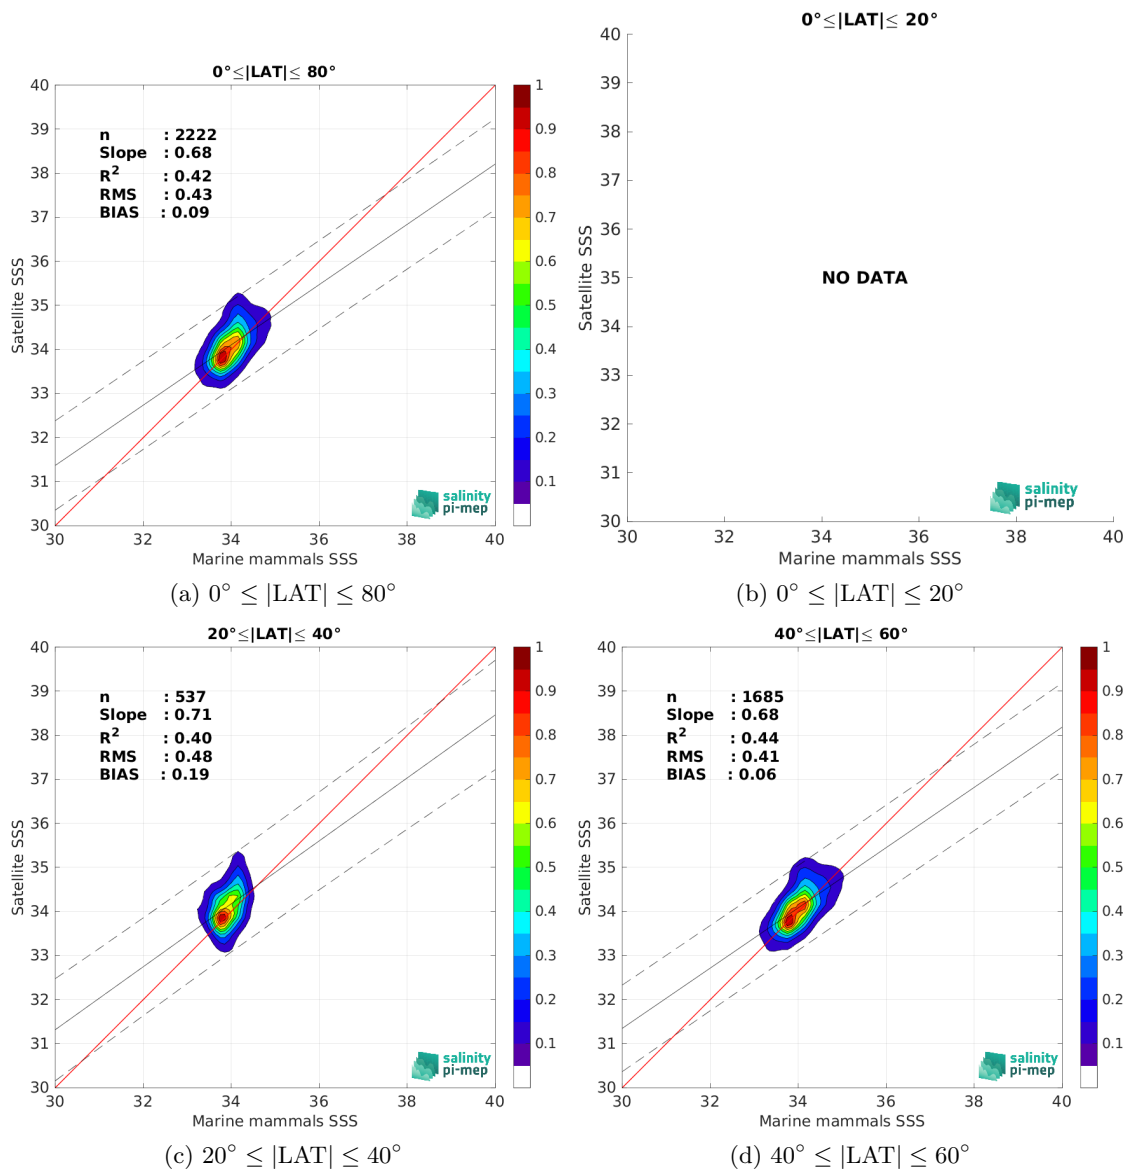 0°≤|LAT|≤ 80°
n : 2222
Slope : 0.68
R² : 0.42
RMS : 0.43
BIAS : 0.09
40
39
38
37
36
35
34
33
32
31
30
30 32 34 36 38 40
Satellite SSS
Marine mammals SSS
1
0.9
0.8
0.7
0.6
0.5
0.4
0.3
0.2
0.1
salinity
pi-mep
(a) 0° ≤ |LAT| ≤ 80°
0°≤|LAT|≤ 20°
40
39
38
37
36
35
34
33
32
31
30
30 32 34 36 38 40
Satellite SSS
NO DATA
Marine mammals SSS
salinity
pi-mep
(b) 0° ≤ |LAT| ≤ 20°
20°≤|LAT|≤ 40°
n : 537
Slope : 0.71
R² : 0.40
RMS : 0.48
BIAS : 0.19
40
39
38
37
36
35
34
33
32
31
30
30 32 34 36 38 40
Satellite SSS
Marine mammals SSS
1
0.9
0.8
0.7
0.6
0.5
0.4
0.3
0.2
0.1
salinity
pi-mep
(c) 20° ≤ |LAT| ≤ 40°
40°≤|LAT|≤ 60°
n : 1685
Slope : 0.68
R² : 0.44
RMS : 0.41
BIAS : 0.06
40
39
38
37
36
35
34
33
32
31
30
30 32 34 36 38 40
Satellite SSS
Marine mammals SSS
1
0.9
0.8
0.7
0.6
0.5
0.4
0.3
0.2
0.1
salinity
pi-mep
(d) 40° ≤ |LAT| ≤ 60°